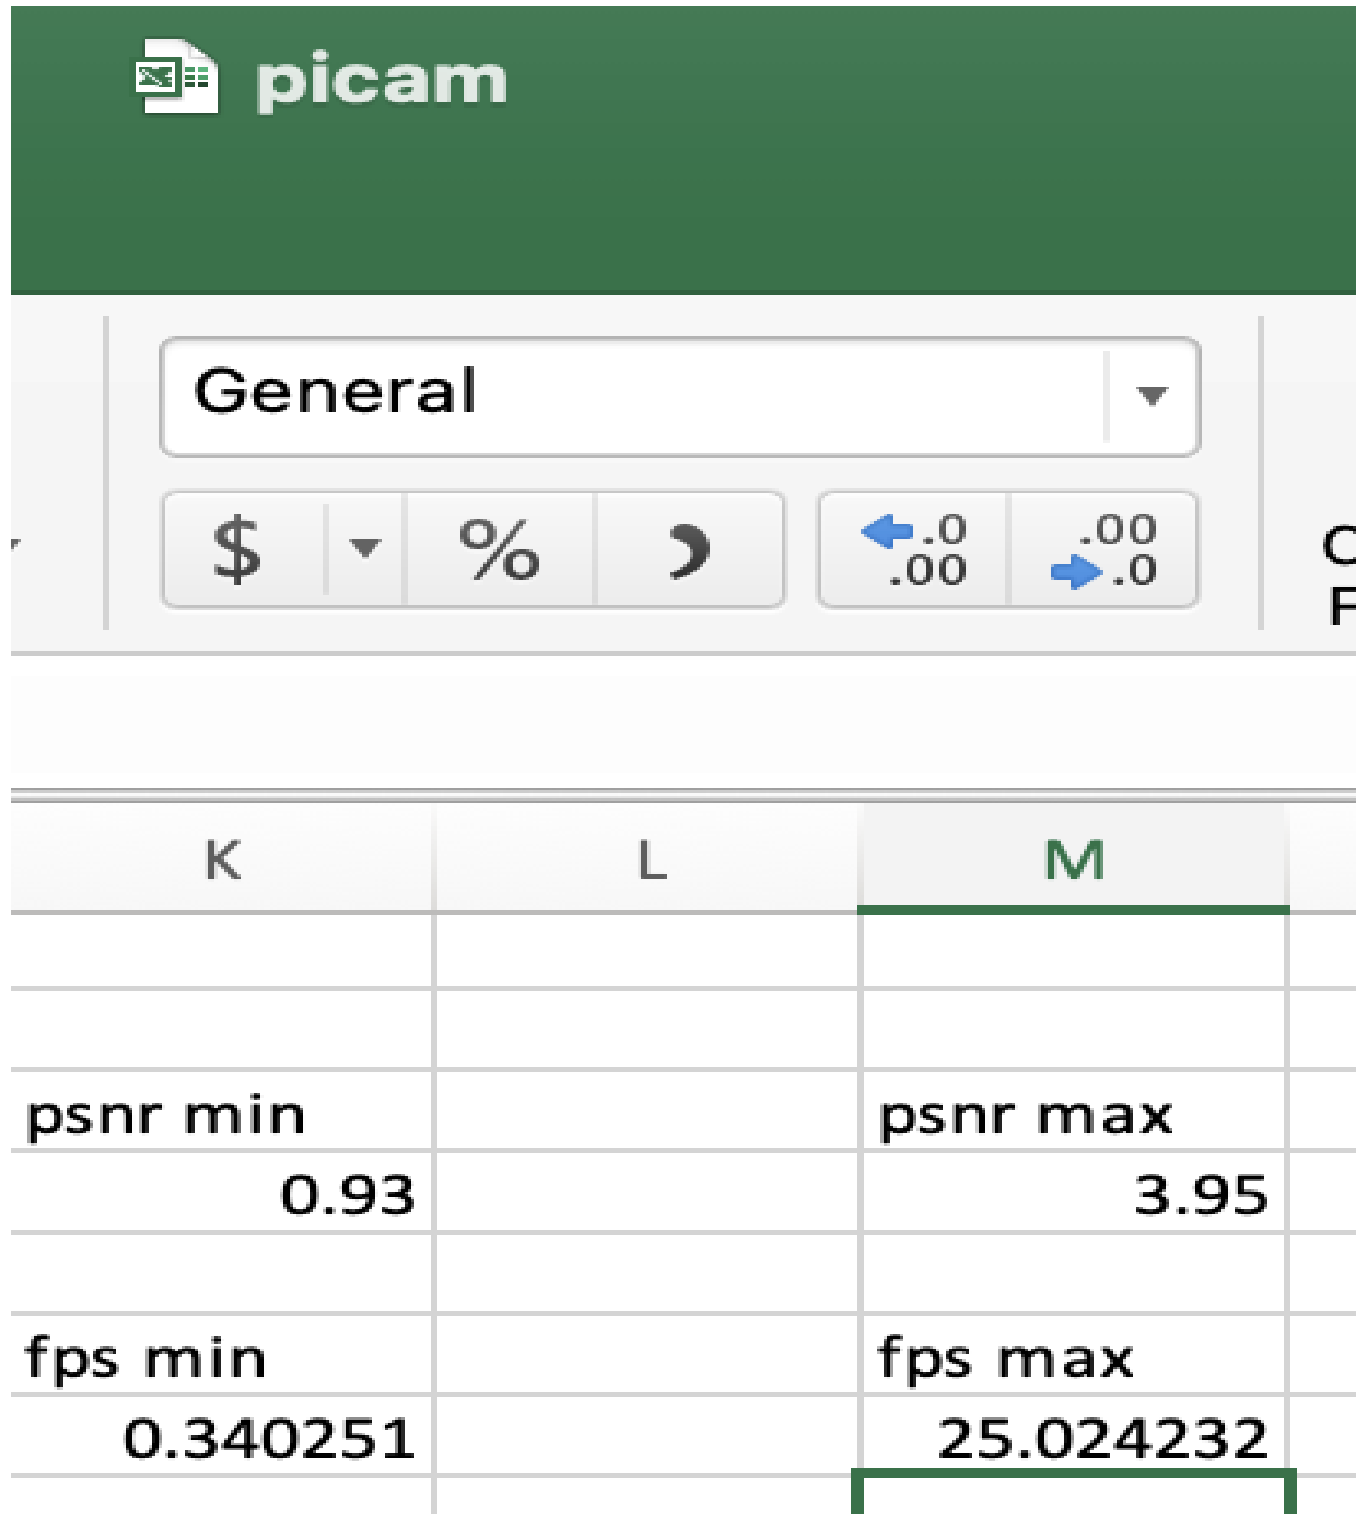 picam
General
$ % , .0 .00 .00 .0
K L M
psnr min psnr max
0.93 3.95
fps min fps max
0.340251 25.024232